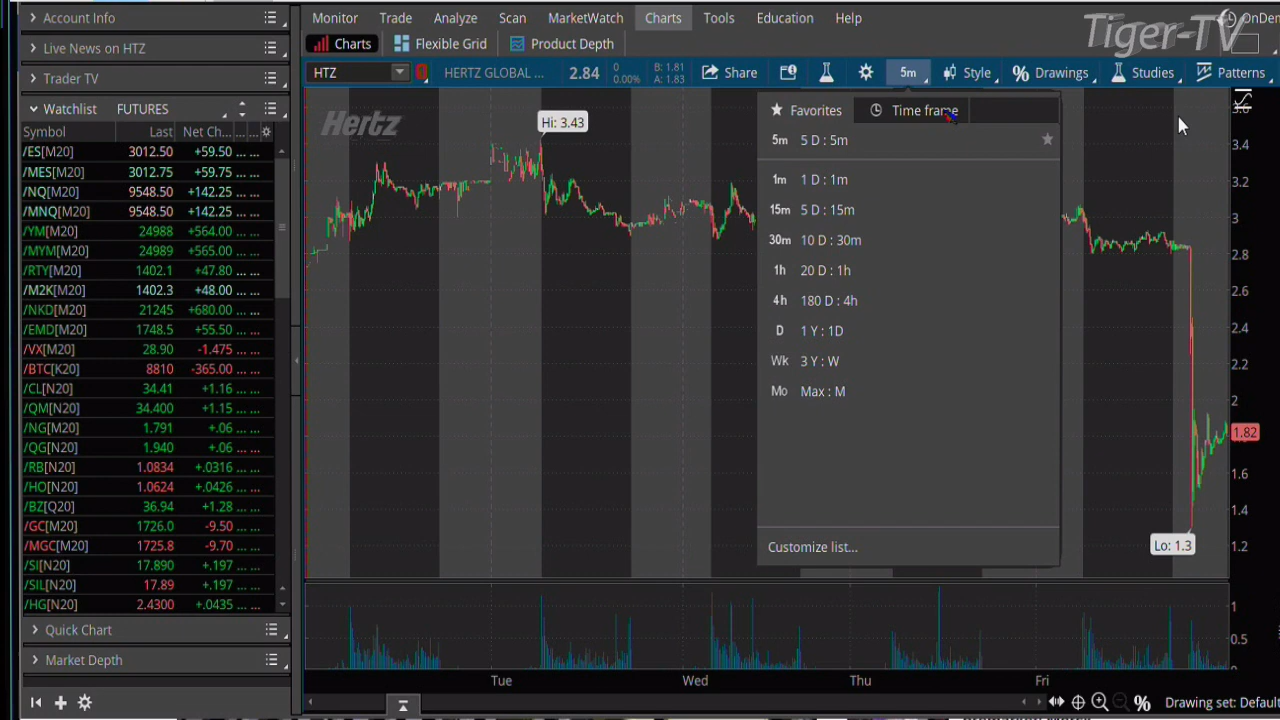 Account Info
Live News on HTZ
Trader TV
Watchlist FUTURES
Symbol Last Net Ch...
/ES[M20] 3012.50 +59.50 ... ...
/MES[M20] 3012.75 +59.75 ... ...
/NQ[M20] 9548.50 +142.25 ... ...
/MNQ[M20] 9548.50 +142.25 ... ...
/YM[M20] 24988 +564.00 ... ...
/MYM[M20] 24989 +565.00 ... ...
/RTY[M20] 1402.1 +47.80 ... ...
/M2K[M20] 1402.3 +48.00 ... ...
/NKD[M20] 21245 +680.00 ... ...
/EMD[M20] 1748.5 +55.50 ... ...
/VX[M20] 28.90 -1.475 ... ...
/BTC[K20] 8810 -365.00 ... ...
/CL[N20] 34.41 +1.16 ... ...
/QM[N20] 34.400 +1.15 ... ...
/NG[N20] 1.791 +.06 ... ...
/QG[N20] 1.940 +.06 ... ...
/RB[N20] 1.0834 +.0316 ... ...
/HO[N20] 1.0624 +.0426 ... ...
/BZ[Q20] 36.94 +1.28 ... ...
/GC[M20] 1726.0 -9.50 ... ...
/MGC[M20] 1725.8 -9.70 ... ...
/SI[N20] 17.890 +.197 ... ...
/SIL[N20] 17.89 +.197 ... ...
/HG[N20] 2.4300 +.0435 ... ...
Quick Chart
Market Depth
Monitor Trade Analyze Scan MarketWatch Charts Tools Education Help
Tiger-TV
Charts Flexible Grid Product Depth
HTZ HERTZ GLOBAL ... 2.84 0 0.00% B: 1.81 A: 1.83 Share 5m Style Drawings Studies Patterns
Hertz
Hi: 3.43
Favorites Time frame
5m 5 D : 5m
1m 1 D : 1m
15m 5 D : 15m
30m 10 D : 30m
1h 20 D : 1h
4h 180 D : 4h
D 1 Y : 1D
Wk 3 Y : W
Mo Max : M
Customize list...
3.4
3.2
3
2.8
2.6
2.4
2.2
2
1.82
1.6
1.4
1.2
Lo: 1.3
1
0.5
0
Tue Wed Thu Fri
Drawing set: Default